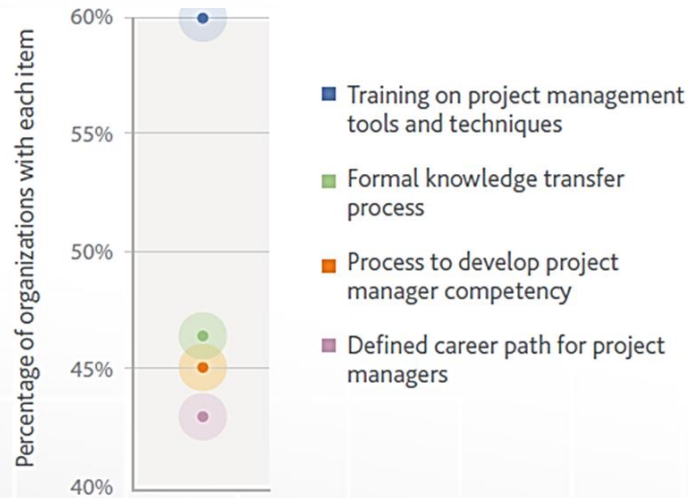 Percentage of organizations with each item
60%
55%
50%
45%
40%
Training on project management
tools and techniques
Formal knowledge transfer
process
Process to develop project
manager competency
Defined career path for project
managers